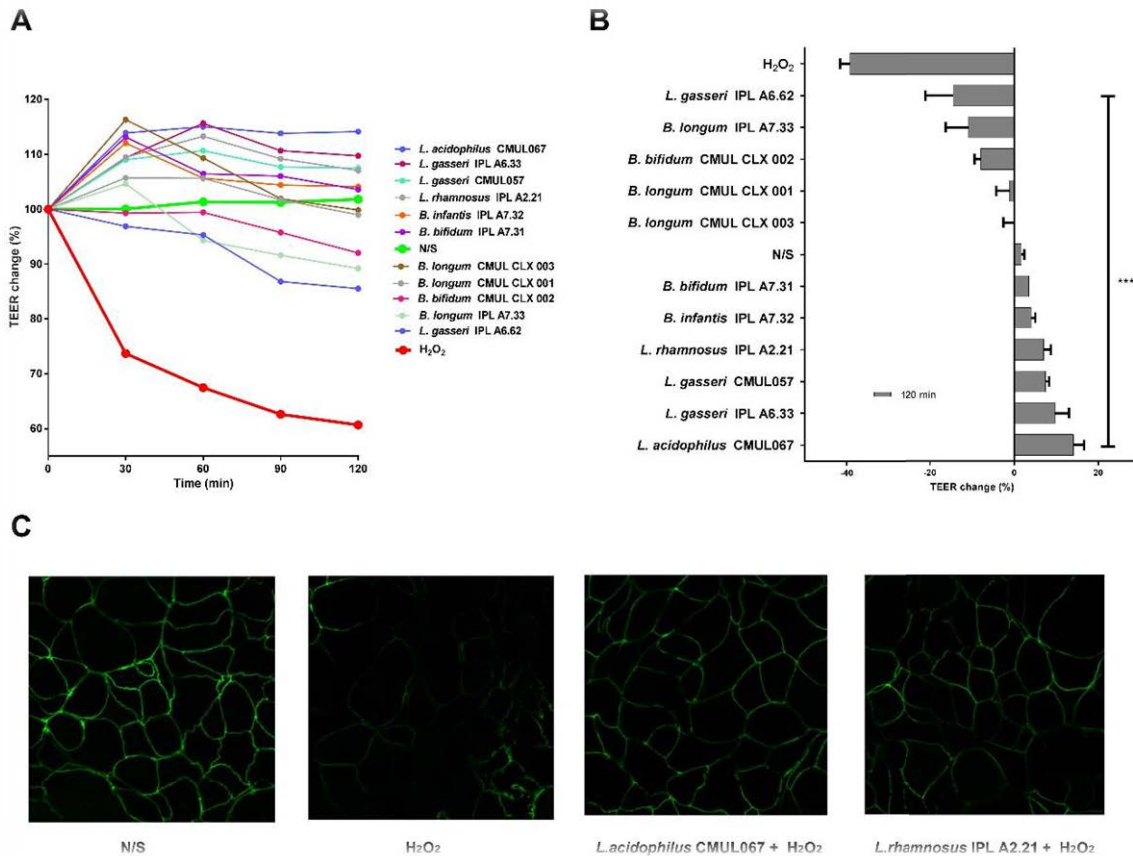 A
TEER change (%)
120
110
100
90
80
70
60
0
30
60
90
120
Time (min)
L. acidophilus CMUL067
L. gasseri IPL A6.33
L. gasseri CMUL057
L. rhamnosus IPL A2.21
B. infantis IPL A7.32
B. bifidum IPL A7.31
N/S
B. longum CMUL CLX 003
B. longum CMUL CLX 001
B. bifidum CMUL CLX 002
B. longum IPL A7.33
L. gasseri IPL A6.62
H₂O₂
B
H₂O₂
L. gasseri IPL A6.62
B. longum IPL A7.33
B. bifidum CMUL CLX 002
B. longum CMUL CLX 001
B. longum CMUL CLX 003
N/S
B. bifidum IPL A7.31
B. infantis IPL A7.32
L. rhamnosus IPL A2.21
L. gasseri CMUL057
L. gasseri IPL A6.33
L. acidophilus CMUL067
120 min
***
-40
-20
0
20
TEER change (%)
C
N/S
H₂O₂
L.acidophilus CMUL067 + H₂O₂
L.rhamnosus IPL A2.21 + H₂O₂